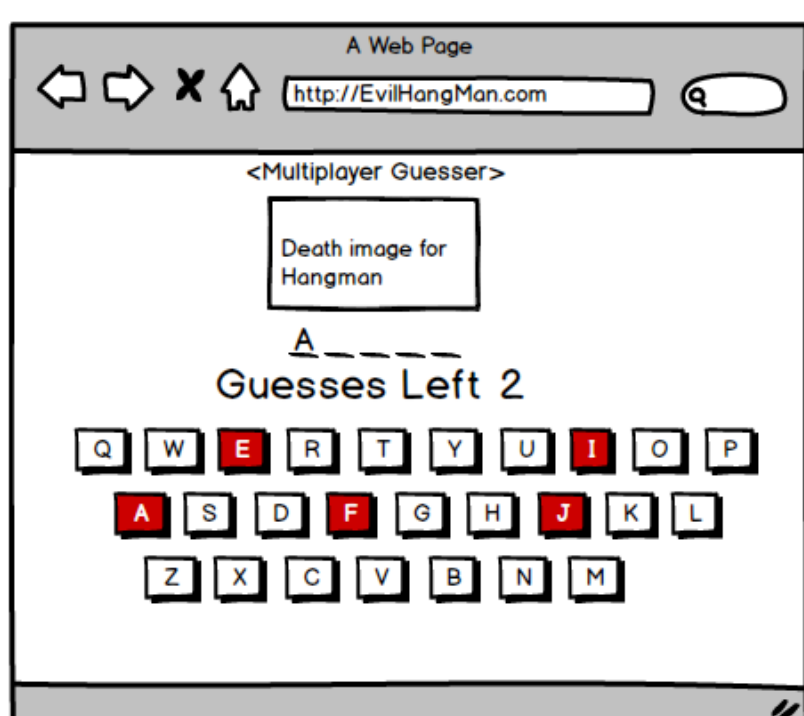 A Web Page
http://EvilHangMan.com
<Multiplayer Guesser>
Death image for
Hangman
A _ _ _ _
Guesses Left 2
Q W E R T Y U I O P
A S D F G H J K L
Z X C V B N M